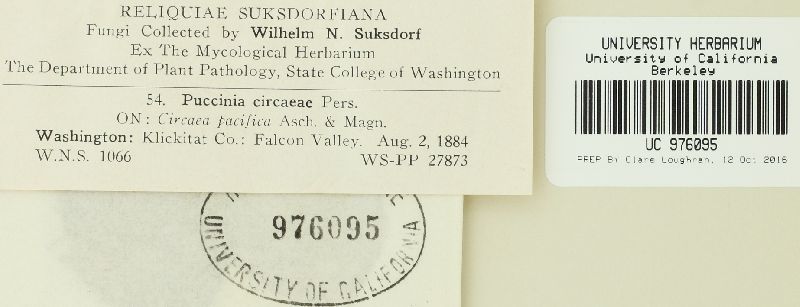 RELIQUIAE SUKSDORFIANA
Fungi Collected by Wilhelm N. Suksdorf
Ex The Mycological Herbarium
The Department of Plant Pathology, State College of Washington
54. Puccinia circaeae Pers.
ON: Circaea pacifica Asch. & Magn.
Washington: Klickitat Co.: Falcon Valley. Aug. 2, 1884
W.N.S. 1066 WS-PP 27873
UNIVERSITY HERBARIUM
University of California
Berkeley
UC 976095
PREP By Clare Loughran, 12 Oct 2016
976095
UNIVERSITY OF CALIFORNIA